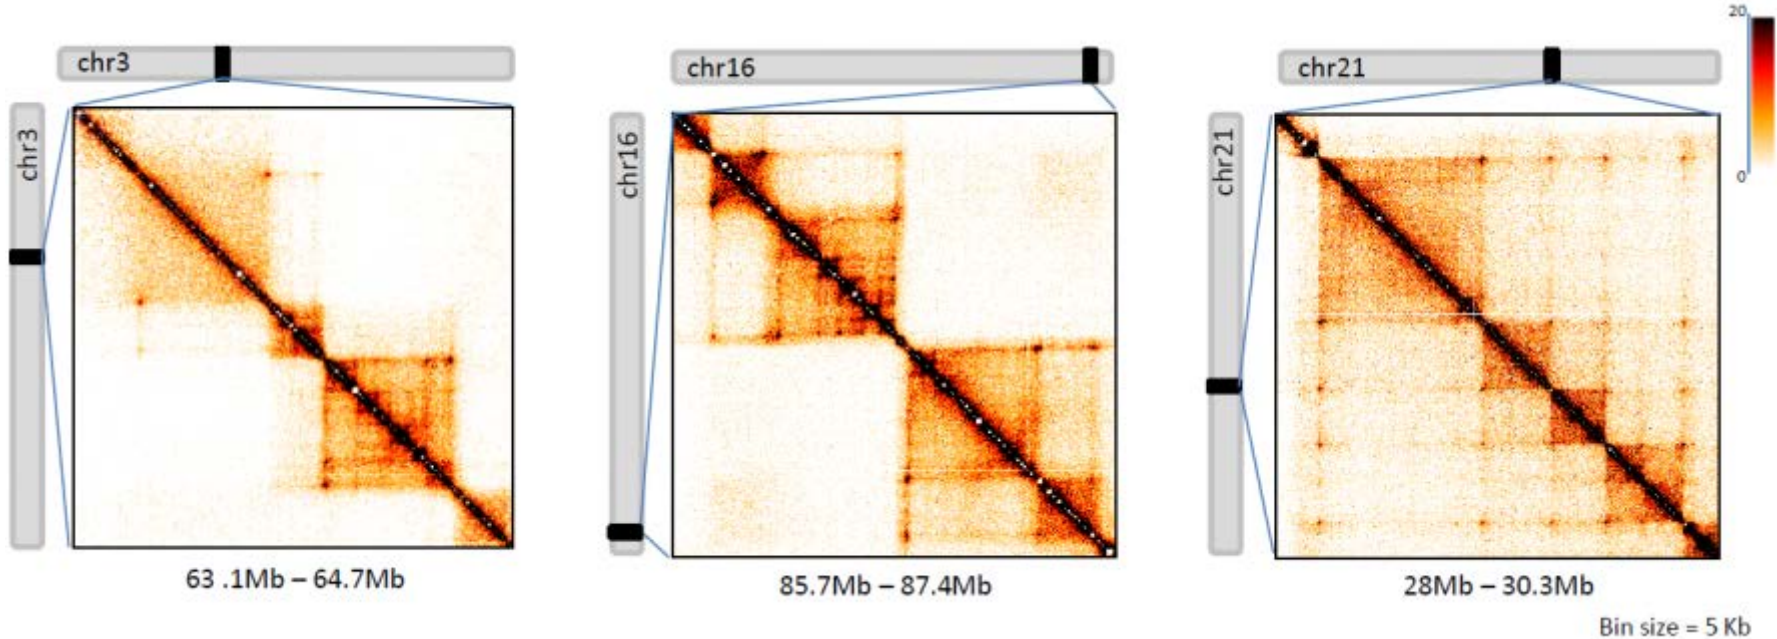 chr3
chr3
63 .1Mb – 64.7Mb
chr16
chr16
85.7Mb – 87.4Mb
chr21
chr21
28Mb – 30.3Mb
20
0
Bin size = 5 Kb